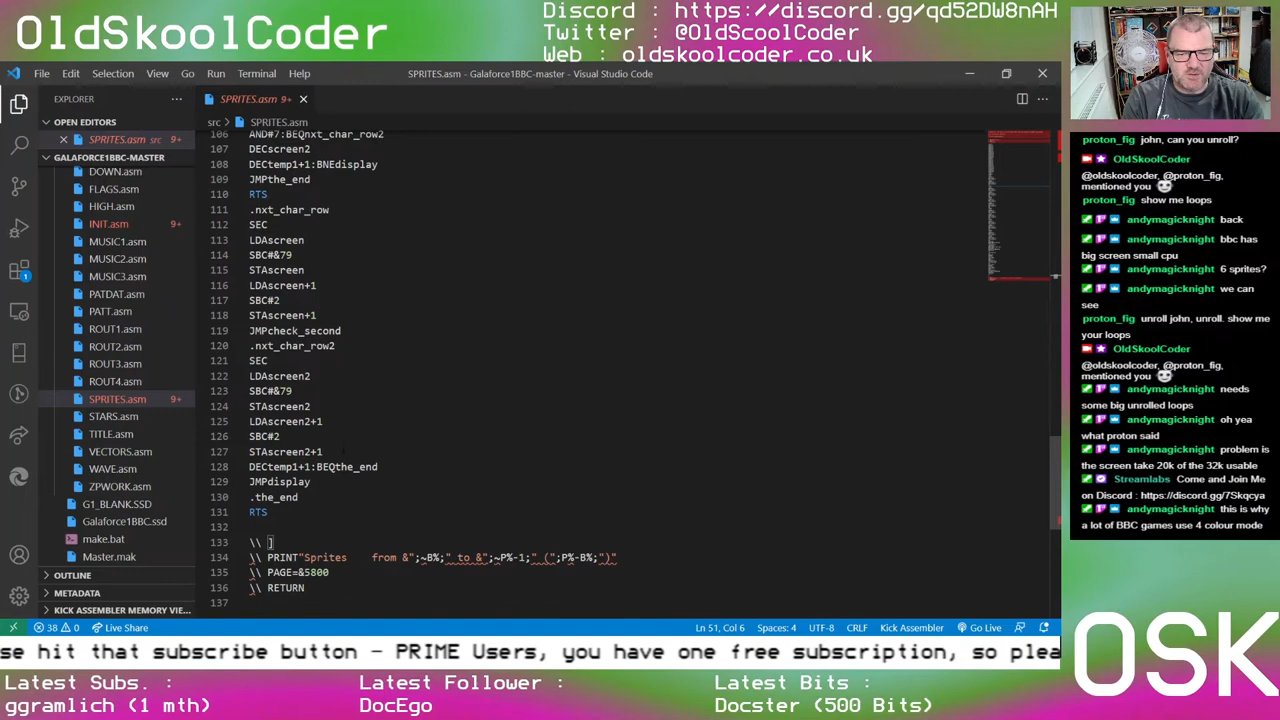 OldSkoolCoder
Discord : https://discord.gg/qd52DW8nAH
Twitter : @OldScoolCoder
Web : oldskoolcoder.co.uk
File Edit Selection View Go Run Terminal Help
SPRITES.asm - Galaforce1BBC-master - Visual Studio Code
EXPLORER
OPEN EDITORS
SPRITES.asm src 9+
GALAFORCE1BBC-MASTER
DOWN.asm
FLAGS.asm
HIGH.asm
INIT.asm 9+
MUSIC1.asm
MUSIC2.asm
MUSIC3.asm
PATDAT.asm
PATT.asm
ROUT1.asm
ROUT2.asm
ROUT3.asm
ROUT4.asm
SPRITES.asm 9+
STARS.asm
TITLE.asm
VECTORS.asm
WAVE.asm
ZPWORK.asm
G1_BLANK.SSD
Galaforce1BBC.ssd
make.bat
Master.mak
OUTLINE
METADATA
KICK ASSEMBLER MEMORY VIE...
SPRITES.asm 9+
src > SPRITES.asm
106 AND#7:BEQnxt_char_row2
107 DECscreen2
108 DECtemp1+1:BNEdisplay
109 JMPthe_end
110 RTS
111 .nxt_char_row
112 SEC
113 LDAscreen
114 SBC#&79
115 STAscreen
116 LDAscreen+1
117 SBC#2
118 STAscreen+1
119 JMPcheck_second
120 .nxt_char_row2
121 SEC
122 LDAscreen2
123 SBC#&79
124 STAscreen2
125 LDAscreen2+1
126 SBC#2
127 STAscreen2+1
128 DECtemp1+1:BEQthe_end
129 JMPdisplay
130 .the_end
131 RTS
132
133 \\ ]
134 \\ PRINT"Sprites from &";~B%;" to &";~P%-1;" (";P%-B%;")"
135 \\ PAGE=&5800
136 \\ RETURN
137
38 0 Live Share
Ln 51, Col 6 Spaces: 4 UTF-8 CRLF Kick Assembler Go Live
proton_fig john, can you unroll?
OldSkoolCoder
@oldskoolcoder, @proton_fig,
mentioned you
proton_fig show me loops
andymagicknight back
andymagicknight bbc has
big screen small cpu
andymagicknight 6 sprites?
andymagicknight we can
see
proton_fig unroll john, unroll. show me
your loops
OldSkoolCoder
@oldskoolcoder, @proton_fig,
mentioned you
andymagicknight needs
some big unrolled loops
andymagicknight oh yea
what proton said
andymagicknight problem is
the screen take 20k of the 32k usable
Streamlabs Come and Join Me
on Discord : https://discord.gg/7Skqcya
andymagicknight this is why
a lot of BBC games use 4 colour mode
OSK
se hit that subscribe button - PRIME Users, you have one free subscription, so plea
Latest Subs. :
ggramlich (1 mth)
Latest Follower :
DocEgo
Latest Bits :
Docster (500 Bits)